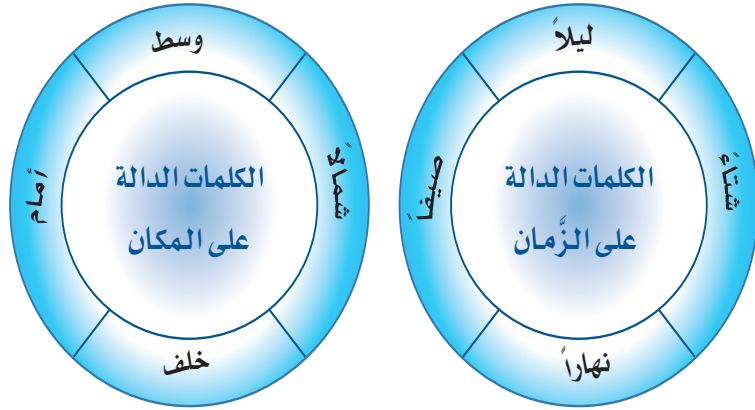 ليلاً
شتاءً
الكلمات الدالة
على الزَّمان
صيفاً
نهاراً
وسط
شمالاً
الكلمات الدالة
على المكان
أمام
خلف